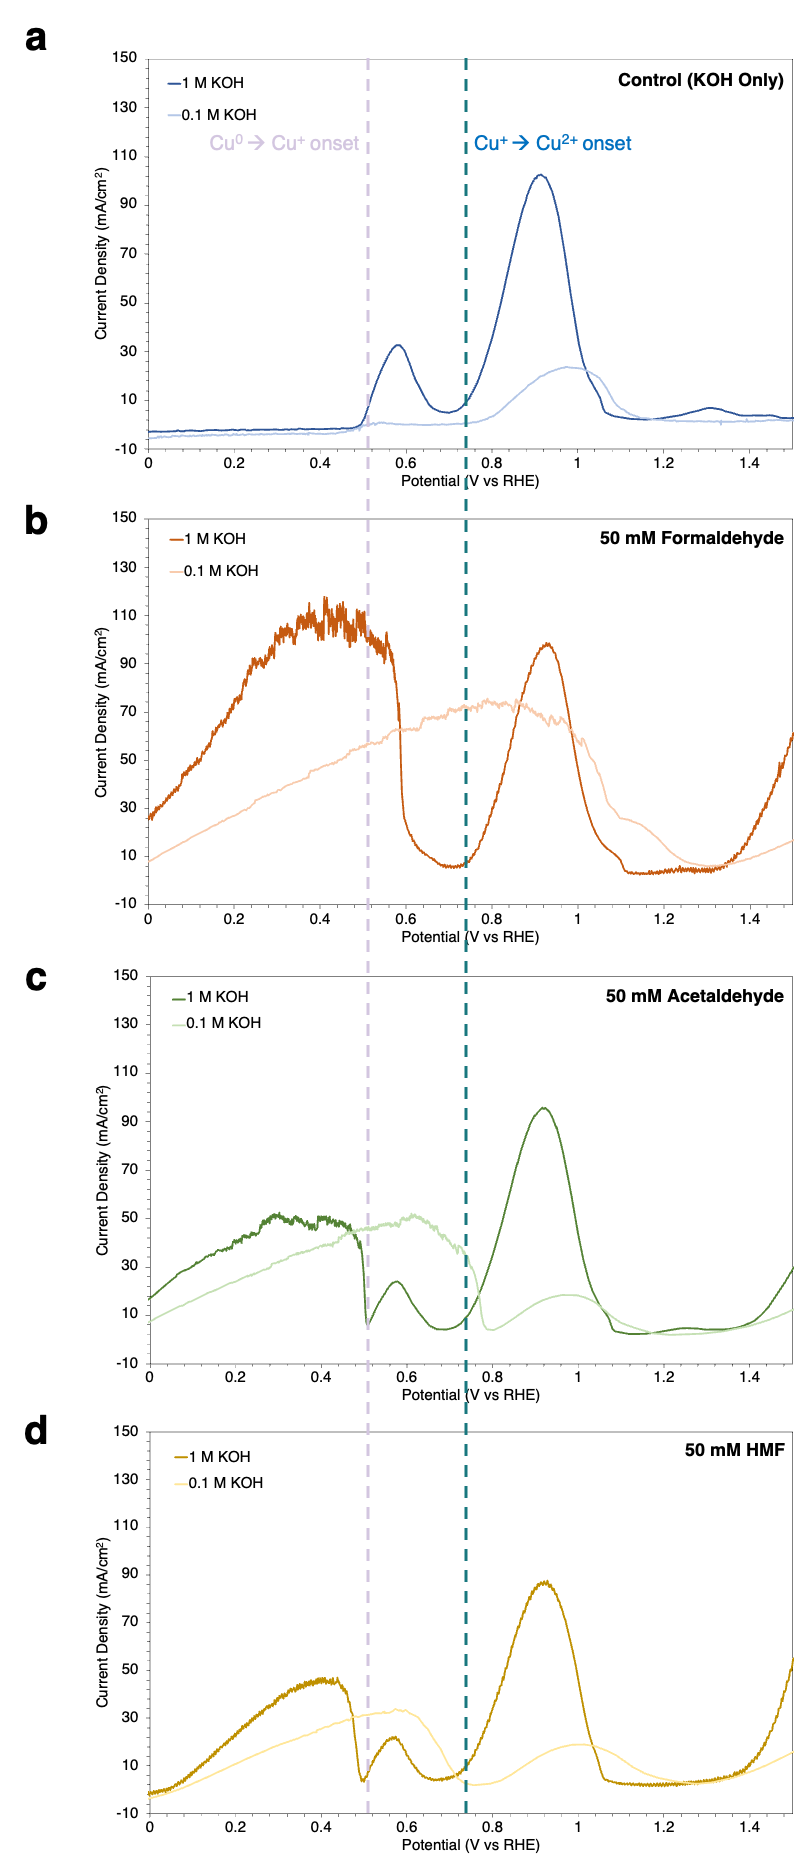 a
150
130
110
90
70
50
30
10
-10
Current Density (mA/cm²)
1 M KOH
0.1 M KOH
Control (KOH Only)
Cu⁰ → Cu⁺ onset
Cu⁺ → Cu²⁺ onset
0 0.2 0.4 0.6 0.8 1 1.2 1.4
Potential (V vs RHE)
b
150
130
110
90
70
50
30
10
-10
Current Density (mA/cm²)
1 M KOH
0.1 M KOH
50 mM Formaldehyde
0 0.2 0.4 0.6 0.8 1 1.2 1.4
Potential (V vs RHE)
c
150
130
110
90
70
50
30
10
-10
Current Density (mA/cm²)
1 M KOH
0.1 M KOH
50 mM Acetaldehyde
0 0.2 0.4 0.6 0.8 1 1.2 1.4
Potential (V vs RHE)
d
150
130
110
90
70
50
30
10
-10
Current Density (mA/cm²)
1 M KOH
0.1 M KOH
50 mM HMF
0 0.2 0.4 0.6 0.8 1 1.2 1.4
Potential (V vs RHE)